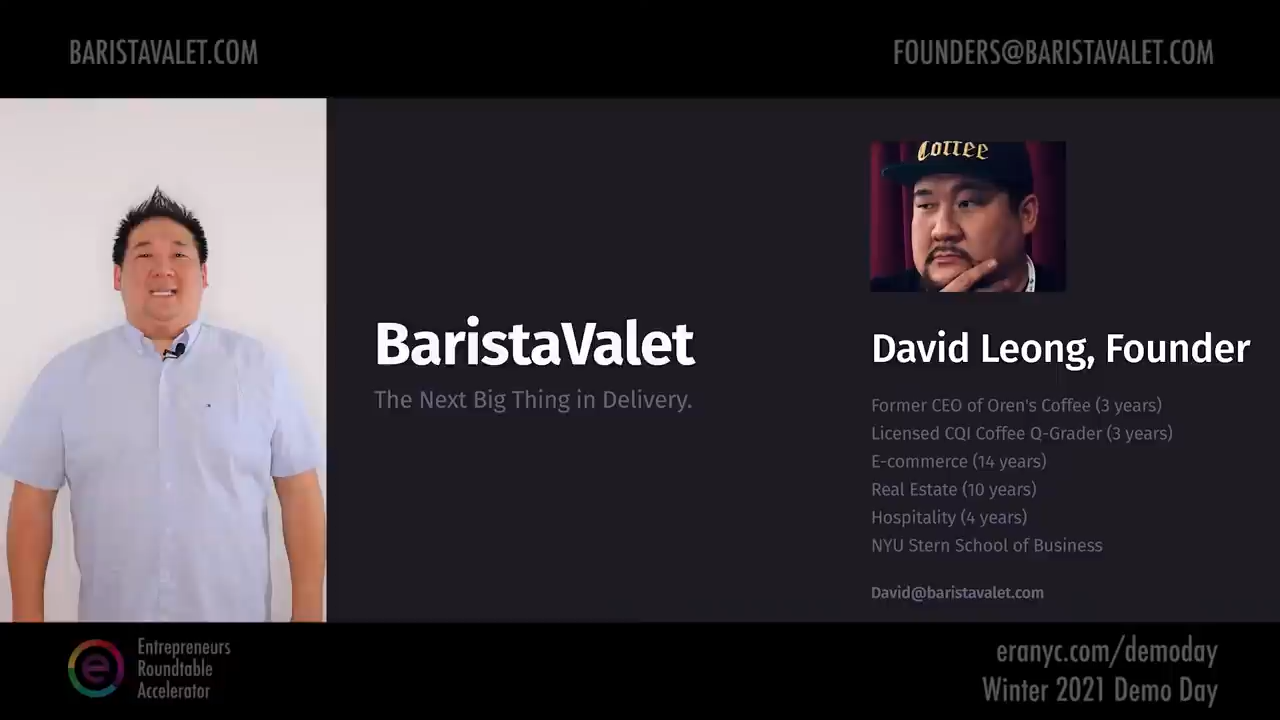 BARISTAVALET.COM
FOUNDERS@BARISTAVALET.COM
Coffee
BaristaValet
The Next Big Thing in Delivery.
David Leong, Founder
Former CEO of Oren's Coffee (3 years)
Licensed CQI Coffee Q-Grader (3 years)
E-commerce (14 years)
Real Estate (10 years)
Hospitality (4 years)
NYU Stern School of Business
David@baristavalet.com
e
Entrepreneurs
Roundtable
Accelerator
eranyc.com/demoday
Winter 2021 Demo Day